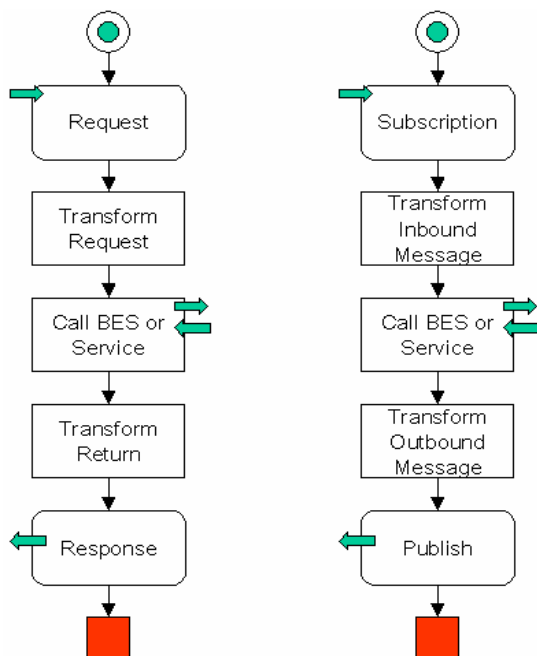 Request
Transform
Request
Call BES or
Service
Transform
Return
Response
Subscription
Transform
Inbound
Message
Call BES or
Service
Transform
Outbound
Message
Publish